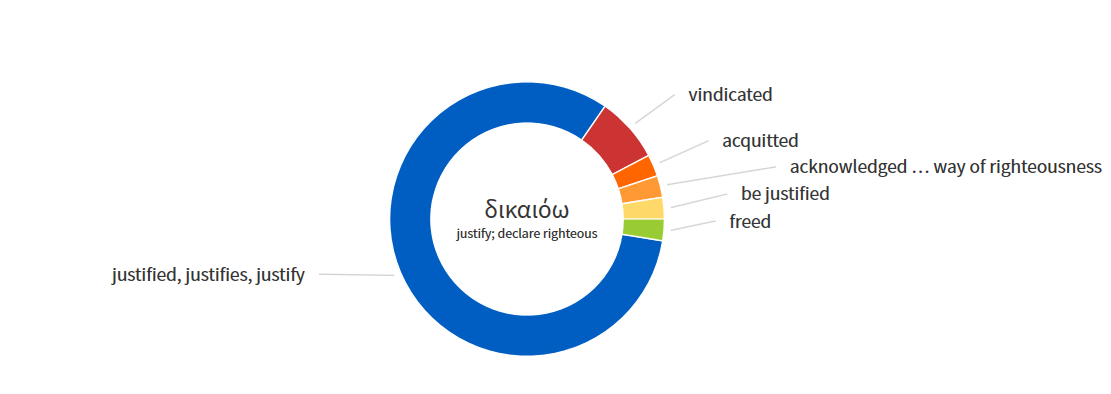 vindicated
acquitted
acknowledged … way of righteousness
be justified
freed
δικαιόω
justify; declare righteous
justified, justifies, justify